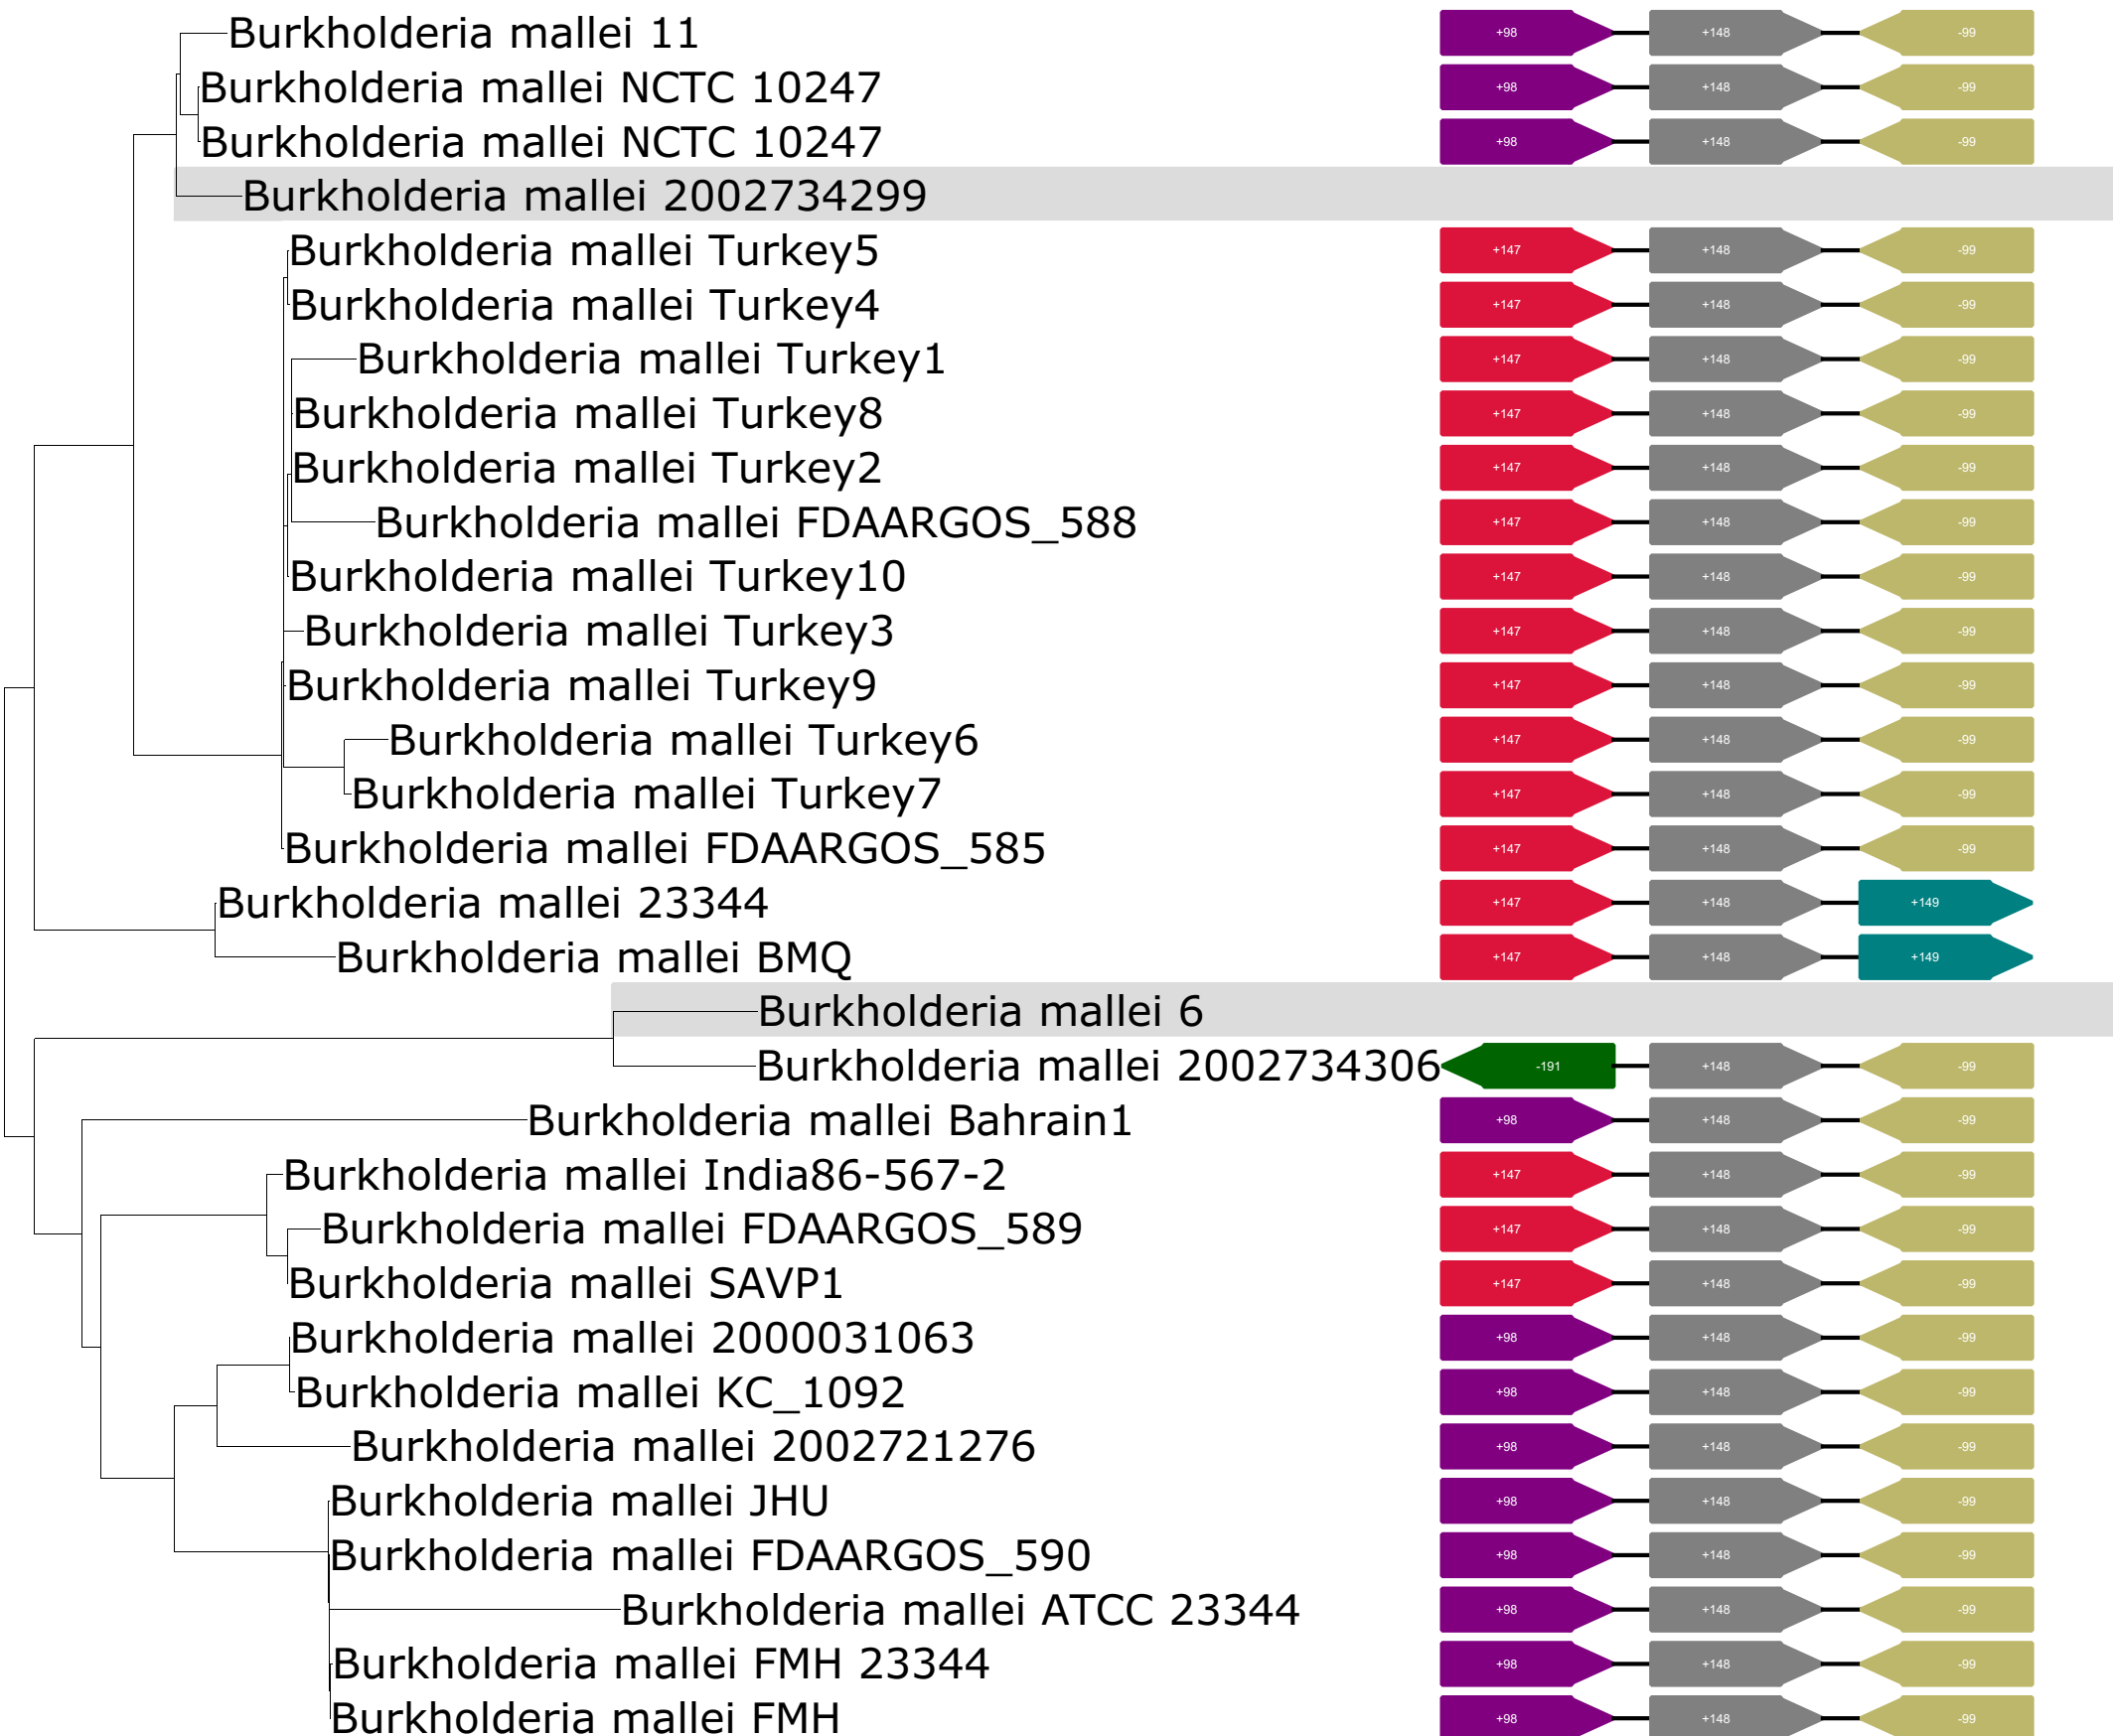 Burkholderia mallei 11 +98 +148 -99
Burkholderia mallei NCTC 10247 +98 +148 -99
Burkholderia mallei NCTC 10247 +98 +148 -99
Burkholderia mallei 2002734299
Burkholderia mallei Turkey5 +147 +148 -99
Burkholderia mallei Turkey4 +147 +148 -99
Burkholderia mallei Turkey1 +147 +148 -99
Burkholderia mallei Turkey8 +147 +148 -99
Burkholderia mallei Turkey2 +147 +148 -99
Burkholderia mallei FDAARGOS_588 +147 +148 -99
Burkholderia mallei Turkey10 +147 +148 -99
Burkholderia mallei Turkey3 +147 +148 -99
Burkholderia mallei Turkey9 +147 +148 -99
Burkholderia mallei Turkey6 +147 +148 -99
Burkholderia mallei Turkey7 +147 +148 -99
Burkholderia mallei FDAARGOS_585 +147 +148 -99
Burkholderia mallei 23344 +147 +148 +149
Burkholderia mallei BMQ +147 +148 +149
Burkholderia mallei 6
Burkholderia mallei 2002734306 -191 +148 -99
Burkholderia mallei Bahrain1 +98 +148 -99
Burkholderia mallei India86-567-2 +147 +148 -99
Burkholderia mallei FDAARGOS_589 +147 +148 -99
Burkholderia mallei SAVP1 +147 +148 -99
Burkholderia mallei 2000031063 +98 +148 -99
Burkholderia mallei KC_1092 +98 +148 -99
Burkholderia mallei 2002721276 +98 +148 -99
Burkholderia mallei JHU +98 +148 -99
Burkholderia mallei FDAARGOS_590 +98 +148 -99
Burkholderia mallei ATCC 23344 +98 +148 -99
Burkholderia mallei FMH 23344 +98 +148 -99
Burkholderia mallei FMH +98 +148 -99